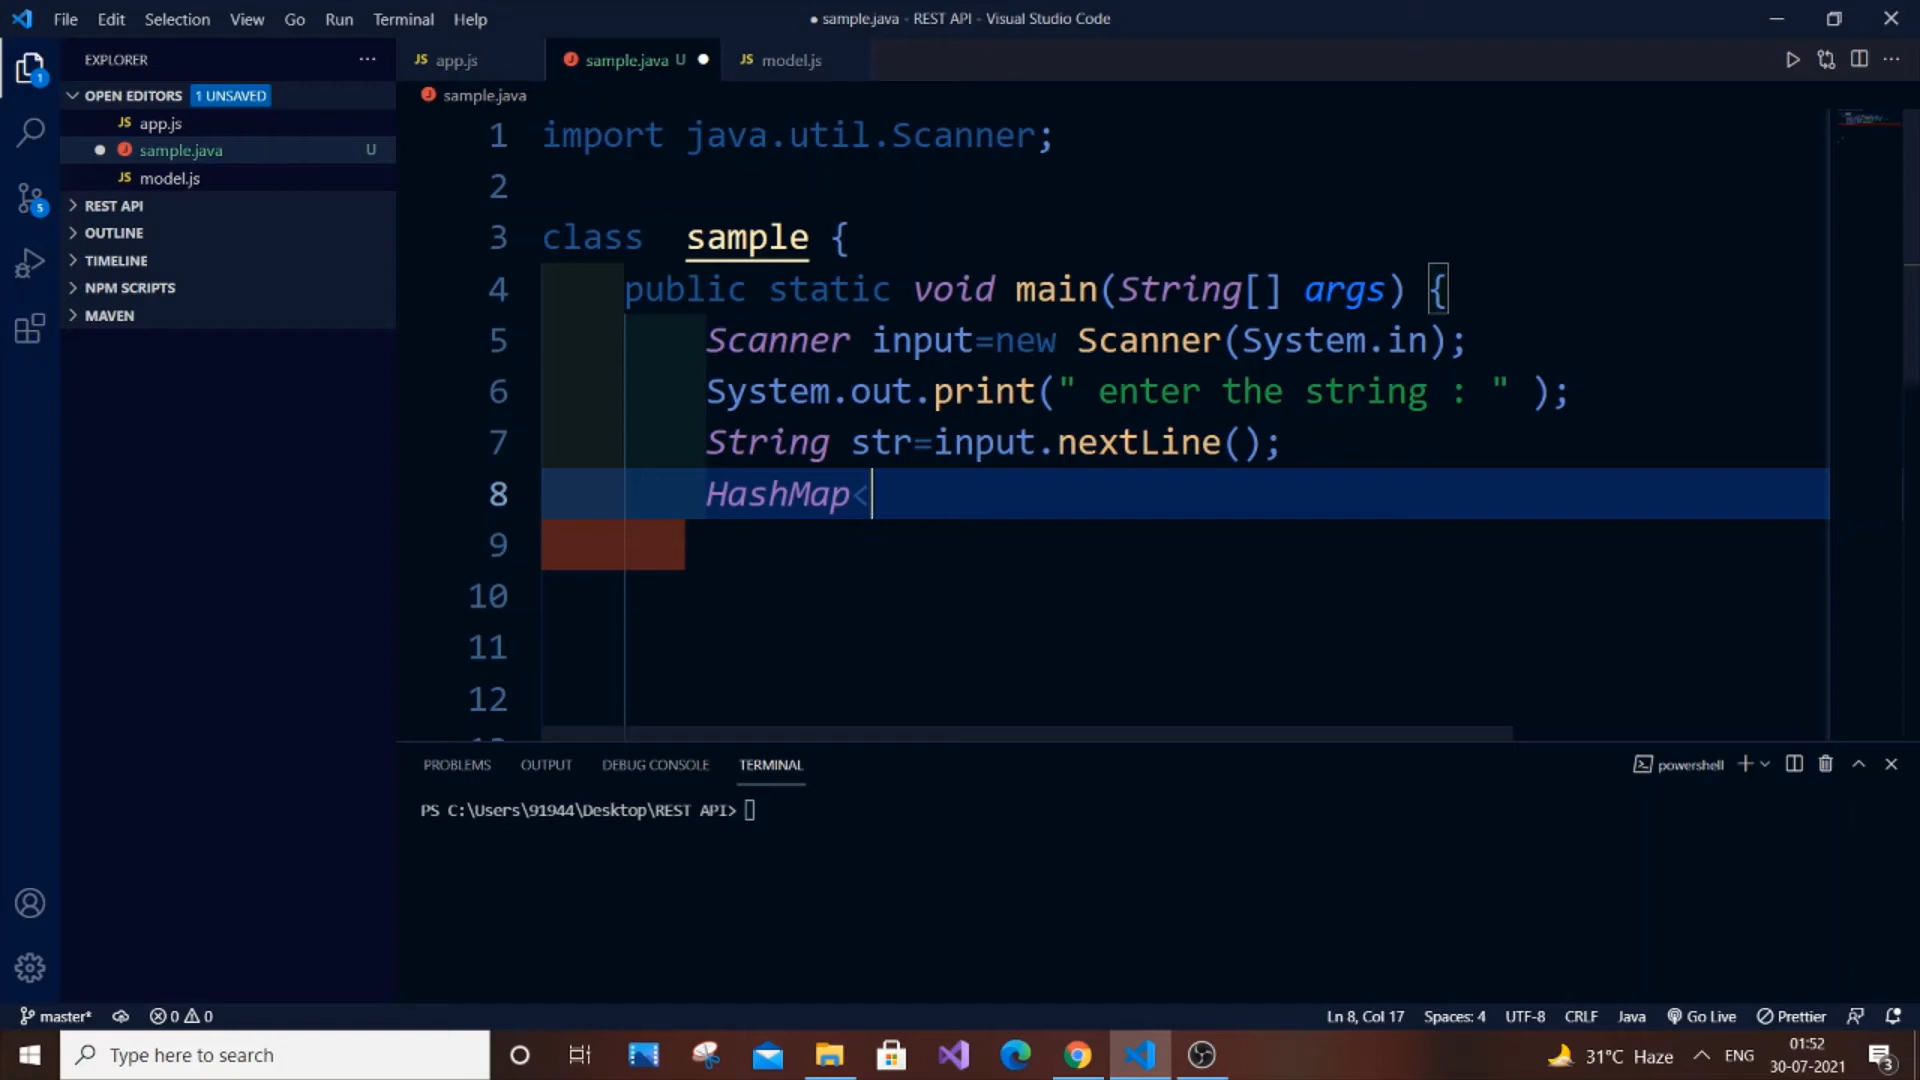 File Edit Selection View Go Run Terminal Help
● sample.java - REST API - Visual Studio Code
EXPLORER
OPEN EDITORS 1 UNSAVED
JS app.js
sample.java U
JS model.js
REST API
OUTLINE
TIMELINE
NPM SCRIPTS
MAVEN
1
5
JS app.js
sample.java U
JS model.js
sample.java
1 import java.util.Scanner;
2
3 class sample {
4 public static void main(String[] args) {
5 Scanner input=new Scanner(System.in);
6 System.out.print(" enter the string : " );
7 String str=input.nextLine();
8 HashMap<
9
10
11
12
PROBLEMS OUTPUT DEBUG CONSOLE TERMINAL
powershell
PS C:\Users\91944\Desktop\REST API>
master* 0 0
Ln 8, Col 17 Spaces: 4 UTF-8 CRLF Java Go Live Prettier
Type here to search
31°C Haze
ENG
01:52
30-07-2021
3